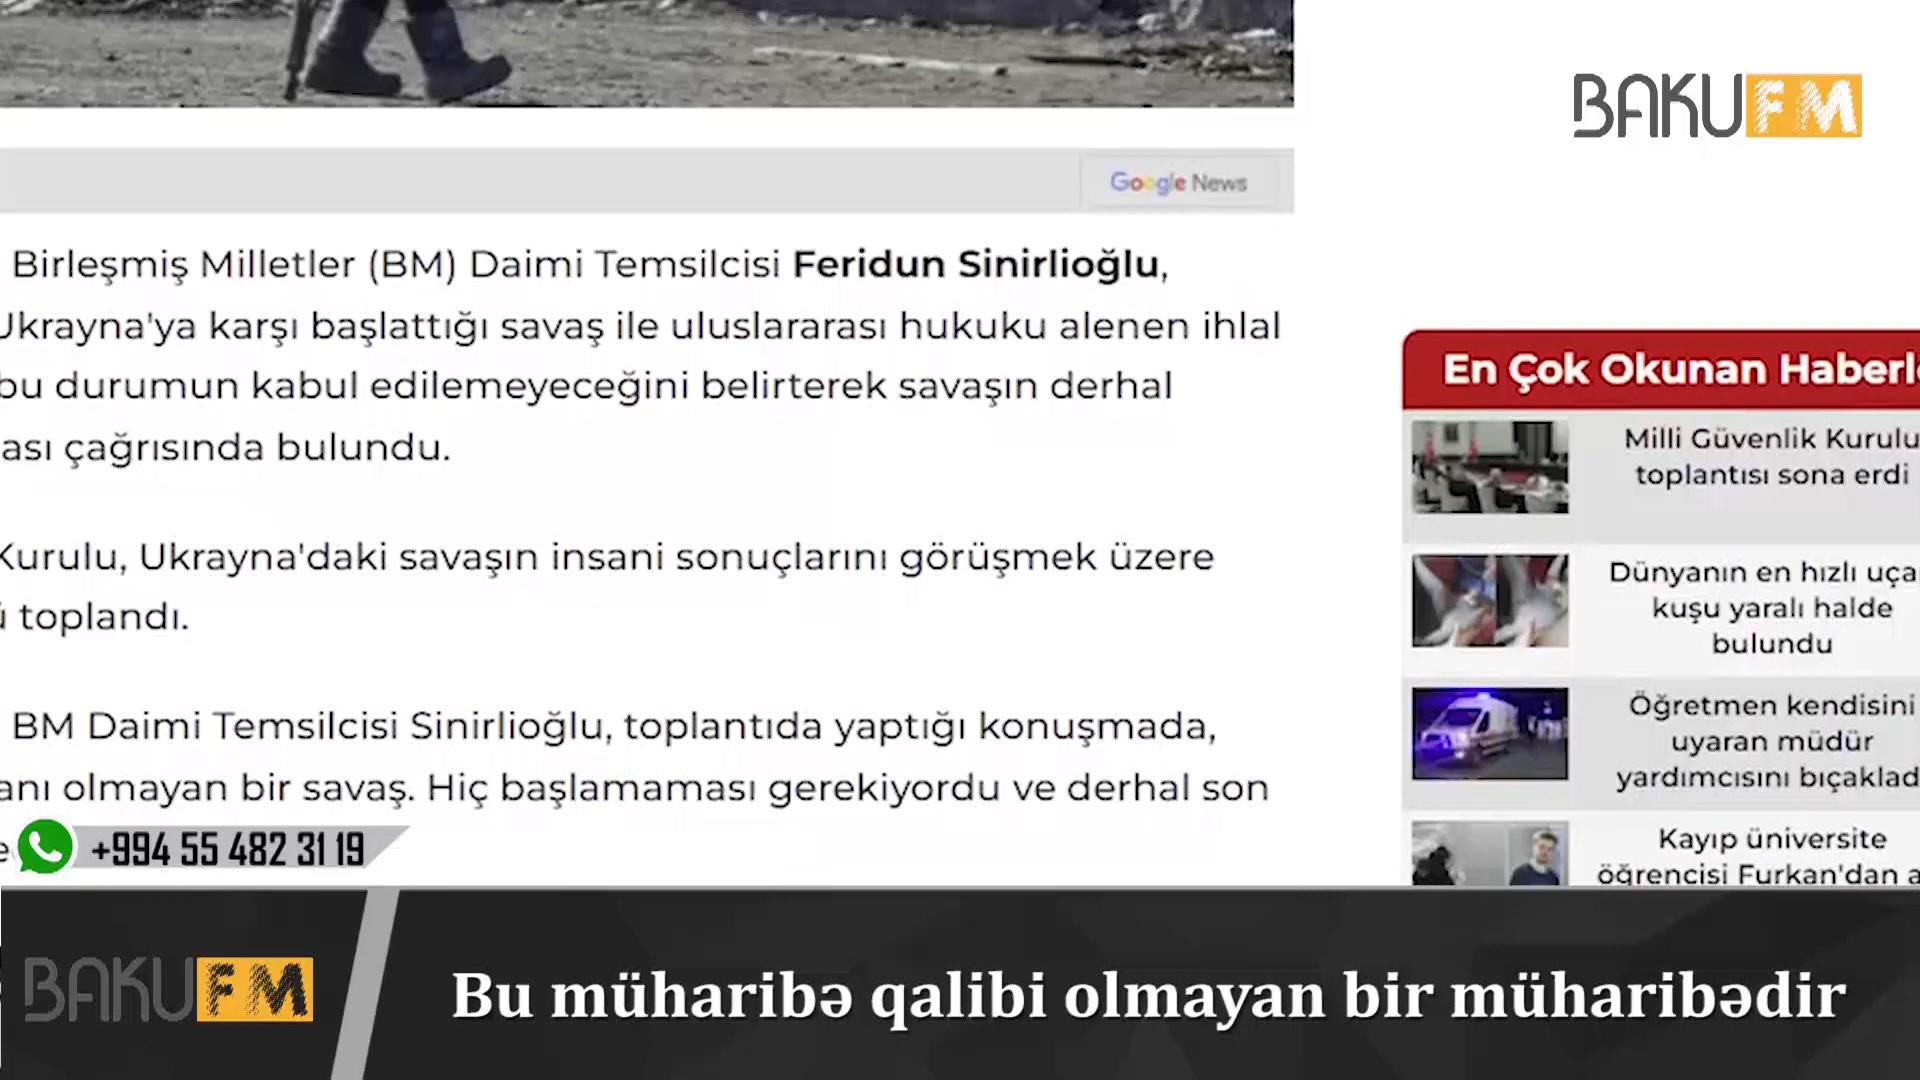 BAKU FM
Google News
Birleşmiş Milletler (BM) Daimi Temsilcisi Feridun Sinirlioğlu,
Ukrayna'ya karşı başlattığı savaş ile uluslararası hukuku alenen ihlal
bu durumun kabul edilemeyeceğini belirterek savaşın derhal
ası çağrısında bulundu.
Kurulu, Ukrayna'daki savaşın insani sonuçlarını görüşmek üzere
ü toplandı.
BM Daimi Temsilcisi Sinirlioğlu, toplantıda yaptığı konuşmada,
anı olmayan bir savaş. Hiç başlamaması gerekiyordu ve derhal son
En Çok Okunan Haberle
Milli Güvenlik Kurulu
toplantısı sona erdi
Dünyanın en hızlı uça
kuşu yaralı halde
bulundu
Öğretmen kendisini
uyaran müdür
yardımcısını bıçaklad
Kayıp üniversite
öğrencisi Furkan'dan a
+994 55 482 31 19
BAKU FM
Bu müharibə qalibi olmayan bir müharibədir